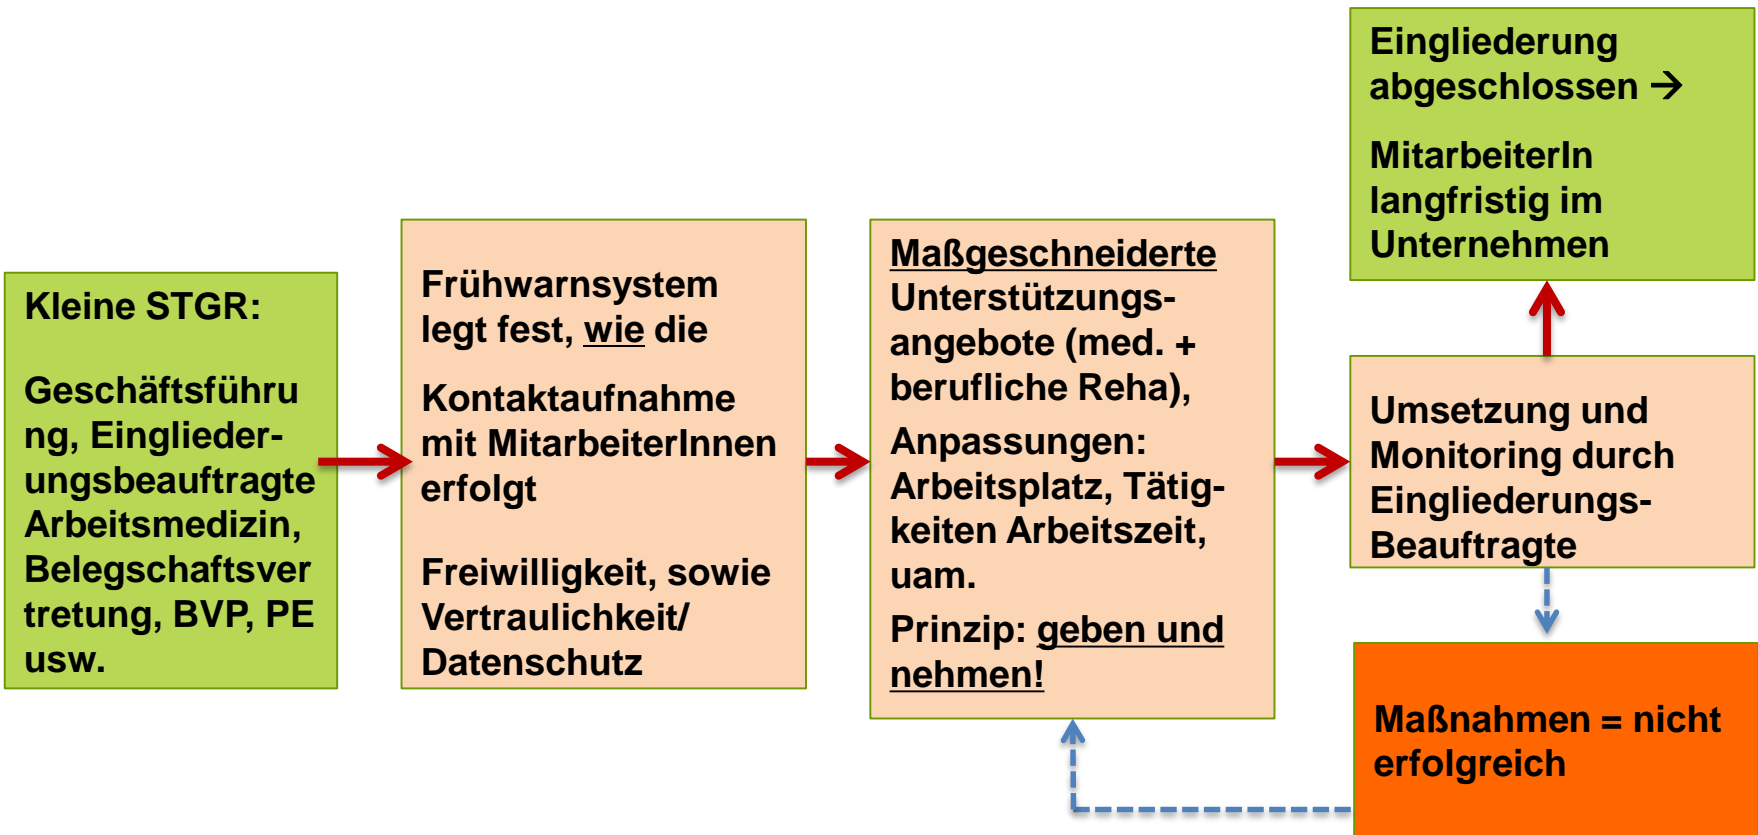 Kleine STGR:
Geschäftsführu
ng, Einglieder-
ungsbeauftragte
Arbeitsmedizin,
Belegschaftsver
tretung, BVP, PE
usw.
Frühwarnsystem
legt fest, wie die
Kontaktaufnahme
mit MitarbeiterInnen
erfolgt
Freiwilligkeit, sowie
Vertraulichkeit/
Datenschutz
Maßgeschneiderte
Unterstützungs-
angebote (med. +
berufliche Reha),
Anpassungen:
Arbeitsplatz, Tätig-
keiten Arbeitszeit,
uam.
Prinzip: geben und
nehmen!
Eingliederung
abgeschlossen →
MitarbeiterIn
langfristig im
Unternehmen
Umsetzung und
Monitoring durch
Eingliederungs-
Beauftragte
Maßnahmen = nicht
erfolgreich